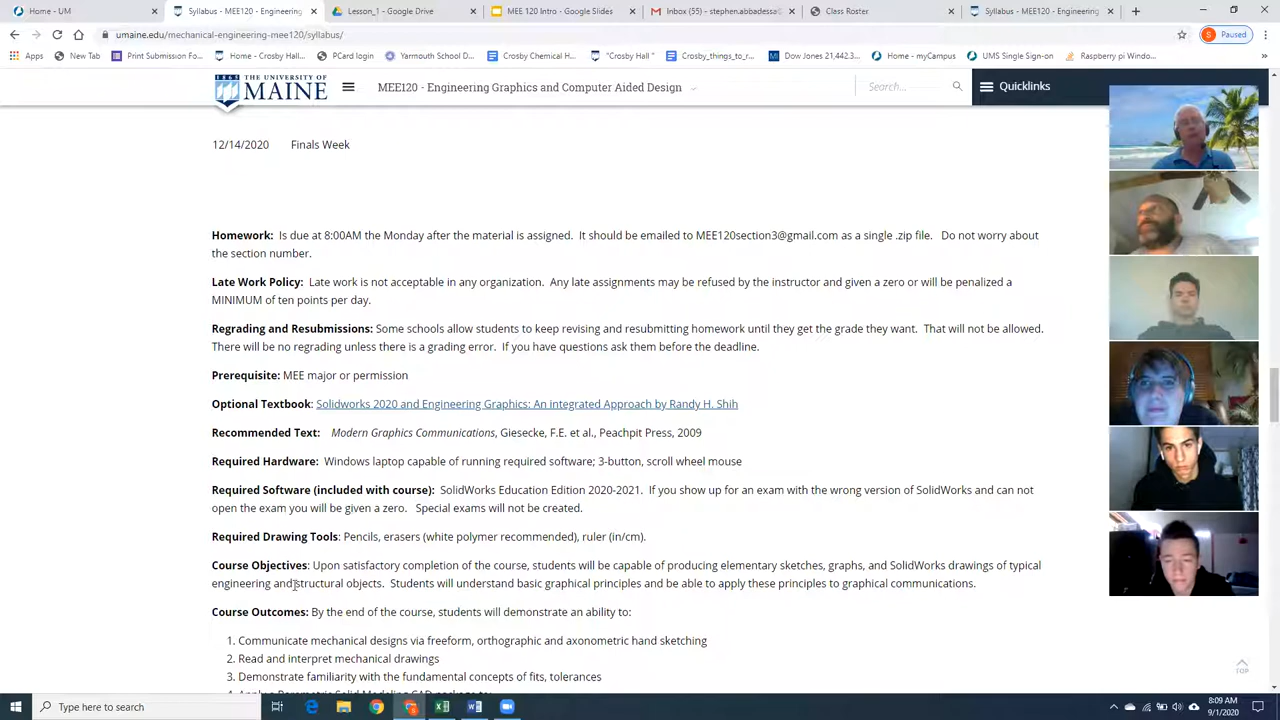 Home - UM
Syllabus - MEE120 - Engineering
Lesson_1 - Google Drive
MEE 120 Intro - Google Slides
Inbox (55) - stephen.abbadessa@
Class Roster
Syllabus - MEE120 - Engineering
umaine.edu/mechanical-engineering-mee120/syllabus/
S Paused
Apps
New Tab
Print Submission Fo...
Home - Crosby Hall...
PCard login
Yarmouth School D...
"Crosby Hall"
Crosby Chemical H...
Crosby_things_to_r...
Dow Jones 21,442.3...
Home - myCampus
UMS Single Sign-on
Raspberry pi Windo...
1865 THE UNIVERSITY OF
MAINE
MEE120 - Engineering Graphics and Computer Aided Design
Search...
Quicklinks
12/14/2020 Finals Week
Homework: Is due at 8:00AM the Monday after the material is assigned. It should be emailed to MEE120section3@gmail.com as a single .zip file. Do not worry about
the section number.
Late Work Policy: Late work is not acceptable in any organization. Any late assignments may be refused by the instructor and given a zero or will be penalized a
MINIMUM of ten points per day.
Regrading and Resubmissions: Some schools allow students to keep revising and resubmitting homework until they get the grade they want. That will not be allowed.
There will be no regrading unless there is a grading error. If you have questions ask them before the deadline.
Prerequisite: MEE major or permission
Optional Textbook: Solidworks 2020 and Engineering Graphics: An integrated Approach by Randy H. Shih
Recommended Text: Modern Graphics Communications, Giesecke, F.E. et al., Peachpit Press, 2009
Required Hardware: Windows laptop capable of running required software; 3-button, scroll wheel mouse
Required Software (included with course): SolidWorks Education Edition 2020-2021. If you show up for an exam with the wrong version of SolidWorks and can not
open the exam you will be given a zero. Special exams will not be created.
Required Drawing Tools: Pencils, erasers (white polymer recommended), ruler (in/cm).
Course Objectives: Upon satisfactory completion of the course, students will be capable of producing elementary sketches, graphs, and SolidWorks drawings of typical
engineering and structural objects. Students will understand basic graphical principles and be able to apply these principles to graphical communications.
Course Outcomes: By the end of the course, students will demonstrate an ability to:
1. Communicate mechanical designs via freeform, orthographic and axonometric hand sketching
2. Read and interpret mechanical drawings
3. Demonstrate familiarity with the fundamental concepts of fits, tolerances
4. Apply a Parametric Solid Modeling CAD package to:
TOP
Type here to search
8:09 AM
9/1/2020